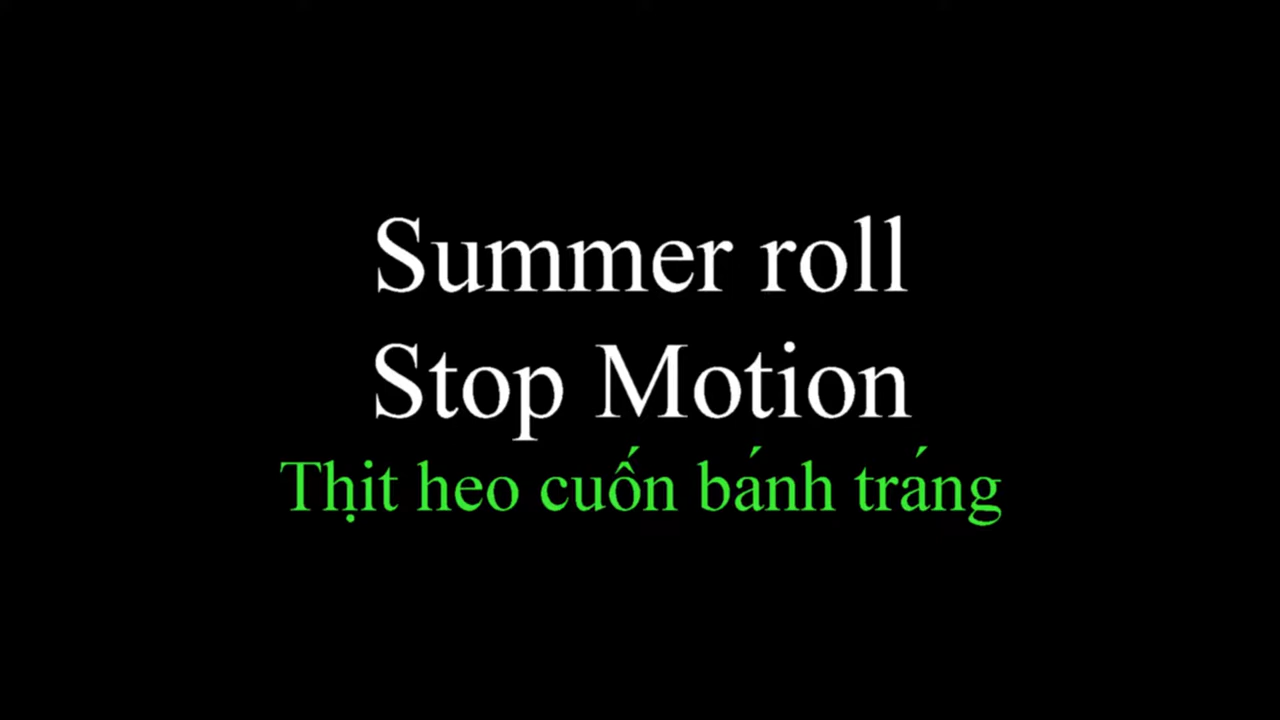 Summer roll
Stop Motion
Thịt heo cuốn bánh tráng